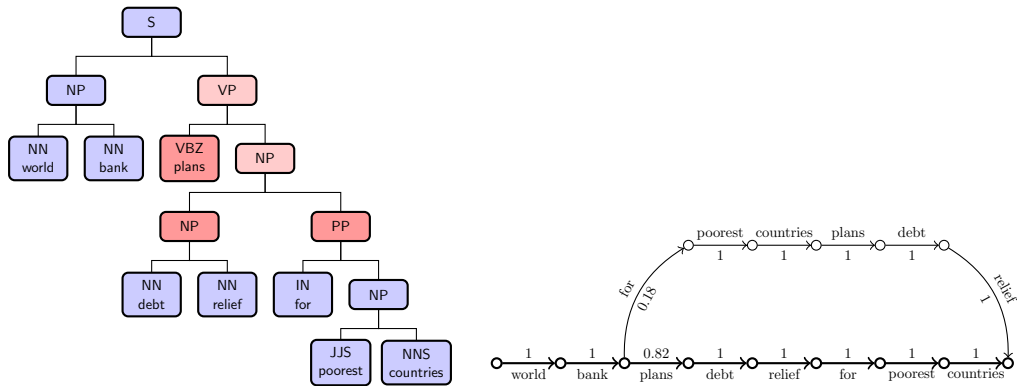 S
NP
VP
NN
world
NN
bank
VBZ
plans
NP
NP
PP
NN
debt
NN
relief
IN
for
NP
JJS
poorest
NNS
countries
poorest countries plans debt
1 1 1 1
for
0.18
relief
1
1 1 0.82 1 1 1 1 1
world bank plans debt relief for poorest countries